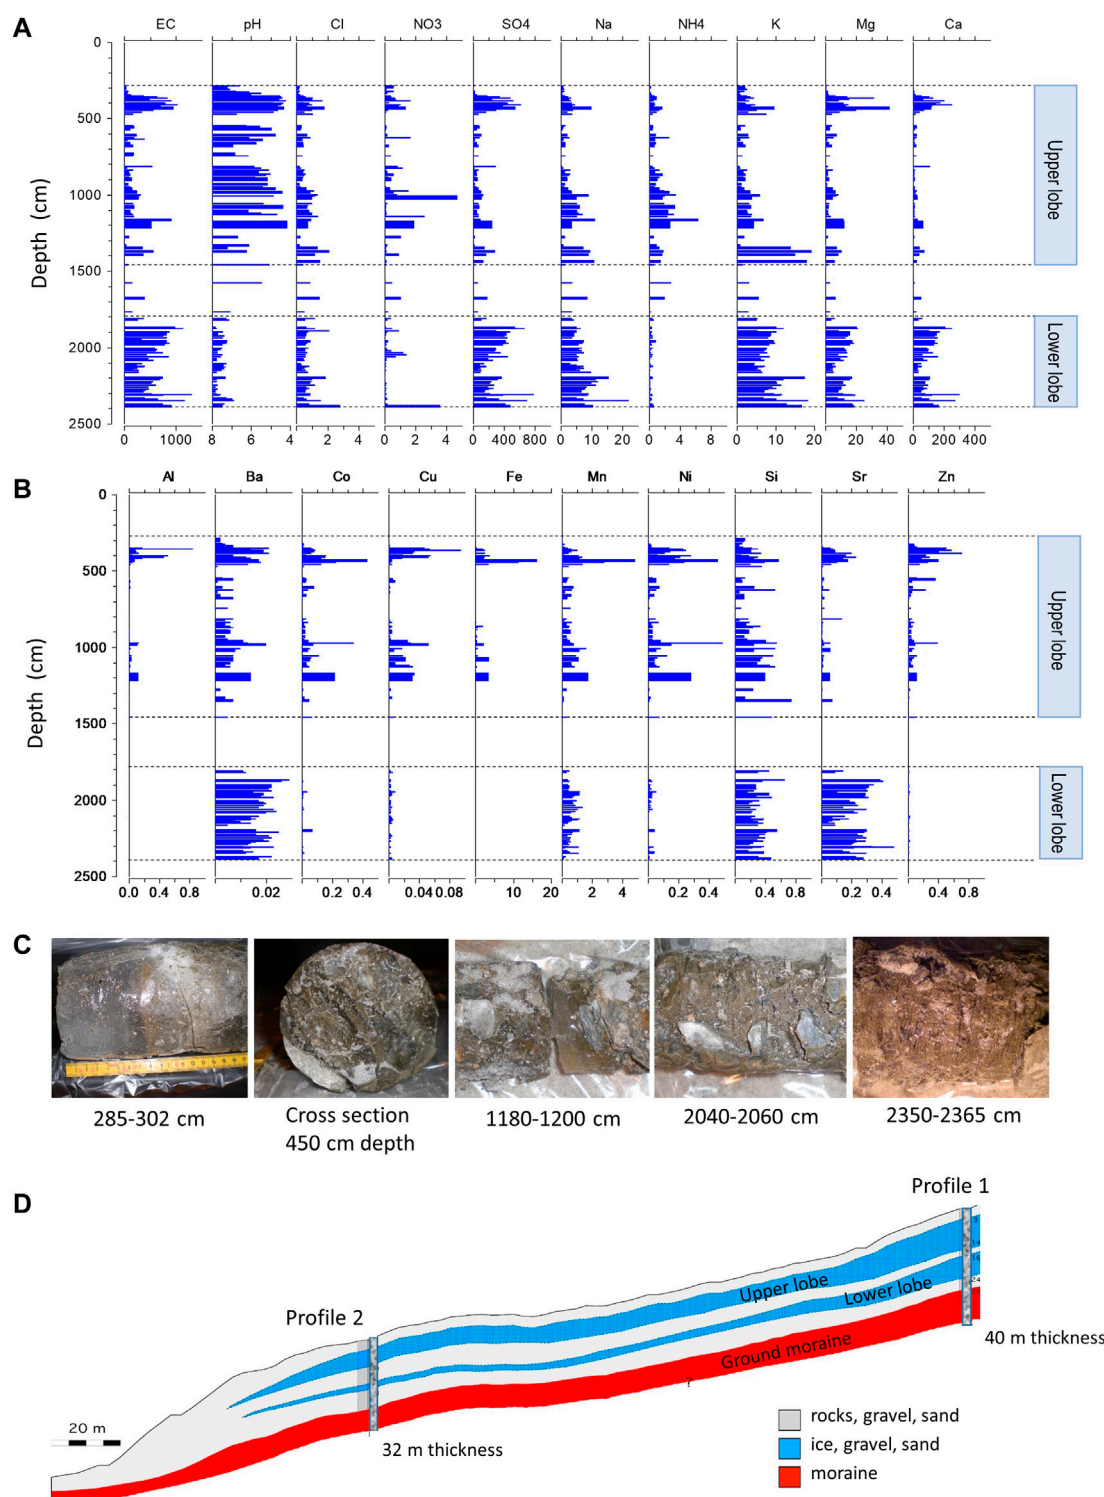 A
EC pH Cl NO3 SO4 Na NH4 K Mg Ca
0
500
1000
1500
2000
2500
Depth (cm)
Upper lobe
Lower lobe
0 1000 8 6 4 0 2 4 0 2 4 0 400 800 0 10 20 0 4 8 0 10 20 0 20 40 0 200 400
B
Al Ba Co Cu Fe Mn Ni Si Sr Zn
0
500
1000
1500
2000
2500
Depth (cm)
Upper lobe
Lower lobe
0.0 0.4 0.8 0.02 0.2 0.4 0.04 0.08 10 20 2 4 0.2 0.4 0.4 0.8 0.2 0.4 0.4 0.8
C
285-302 cm
Cross section
450 cm depth
1180-1200 cm
2040-2060 cm
2350-2365 cm
D
Profile 1
Upper lobe
Lower lobe
Profile 2
Ground moraine
?
40 m thickness
20 m
32 m thickness
rocks, gravel, sand
ice, gravel, sand
moraine